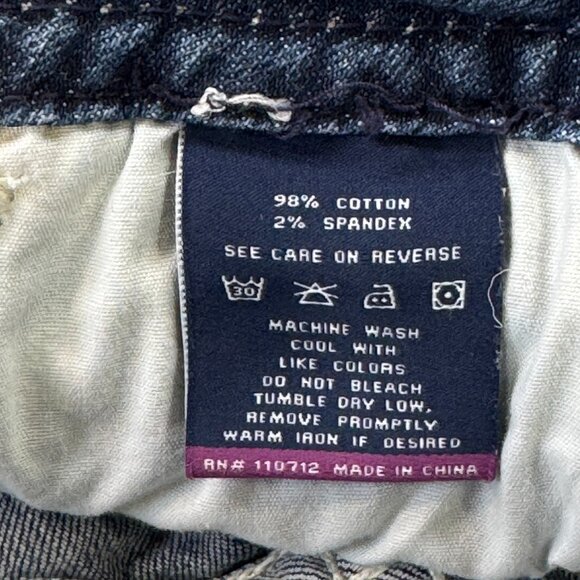 98% COTTON
2% SPANDEX
SEE CARE ON REVERSE
30
MACHINE WASH
COOL WITH
LIKE COLORS
DO NOT BLEACH
TUMBLE DRY LOW,
REMOVE PROMPTLY
WARM IRON IF DESIRED
RN# 110712 MADE IN CHINA